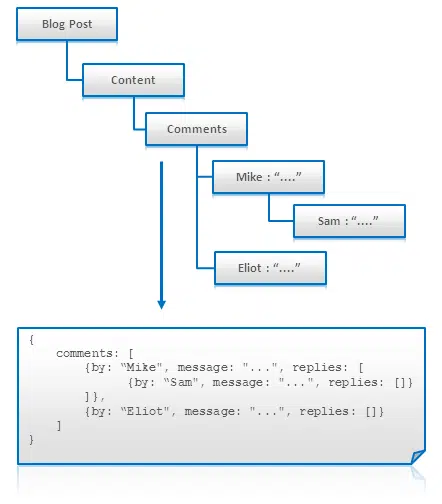 Blog Post
Content
Comments
Mike : “....”
Sam : “....”
Eliot : “....”
{
    comments: [
        {by: “Mike", message: "...", replies: [
              {by: “Sam", message: "...", replies: []}
        ]},
        {by: “Eliot", message: "...", replies: []}
    ]
}